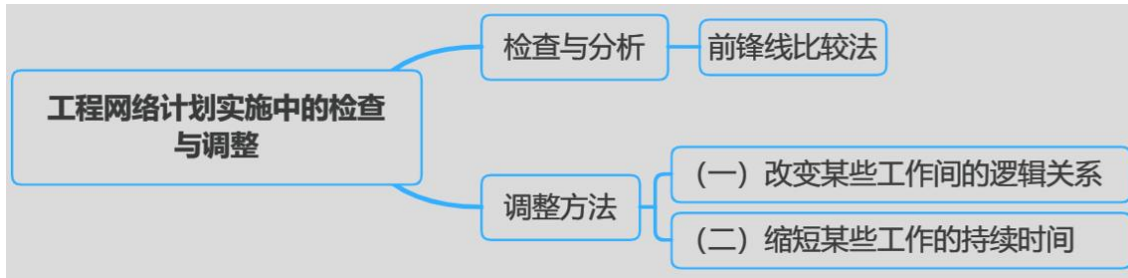 工程网络计划实施中的检查
与调整
检查与分析
前锋线比较法
调整方法
（一）改变某些工作间的逻辑关系
（二）缩短某些工作的持续时间